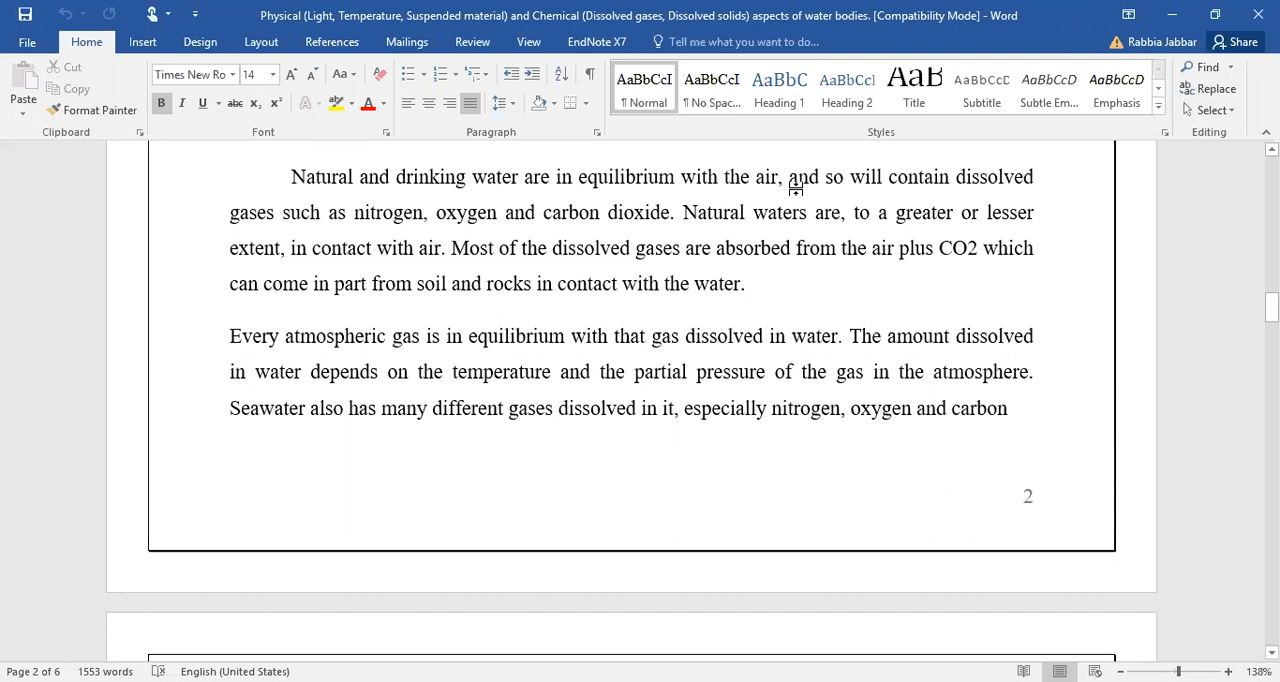 Physical (Light, Temperature, Suspended material) and Chemical (Dissolved gases, Dissolved solids) aspects of water bodies. [Compatibility Mode] - Word
File Home Insert Design Layout References Mailings Review View EndNote X7 Tell me what you want to do... Rabbia Jabbar Share
Paste
Cut
Copy
Format Painter
Clipboard
Times New Ro 14
Font
Paragraph
AaBbCcI AaBbCcI AaBbC AaBbCcI AaB AaBbCcD AaBbCcD AaBbCcD
¶ Normal ¶ No Spac... Heading 1 Heading 2 Title Subtitle Subtle Em... Emphasis
Styles
Find
Replace
Select
Editing
Natural and drinking water are in equilibrium with the air, and so will contain dissolved
gases such as nitrogen, oxygen and carbon dioxide. Natural waters are, to a greater or lesser
extent, in contact with air. Most of the dissolved gases are absorbed from the air plus CO2 which
can come in part from soil and rocks in contact with the water.
Every atmospheric gas is in equilibrium with that gas dissolved in water. The amount dissolved
in water depends on the temperature and the partial pressure of the gas in the atmosphere.
Seawater also has many different gases dissolved in it, especially nitrogen, oxygen and carbon
2
Page 2 of 6 1553 words English (United States) 138%